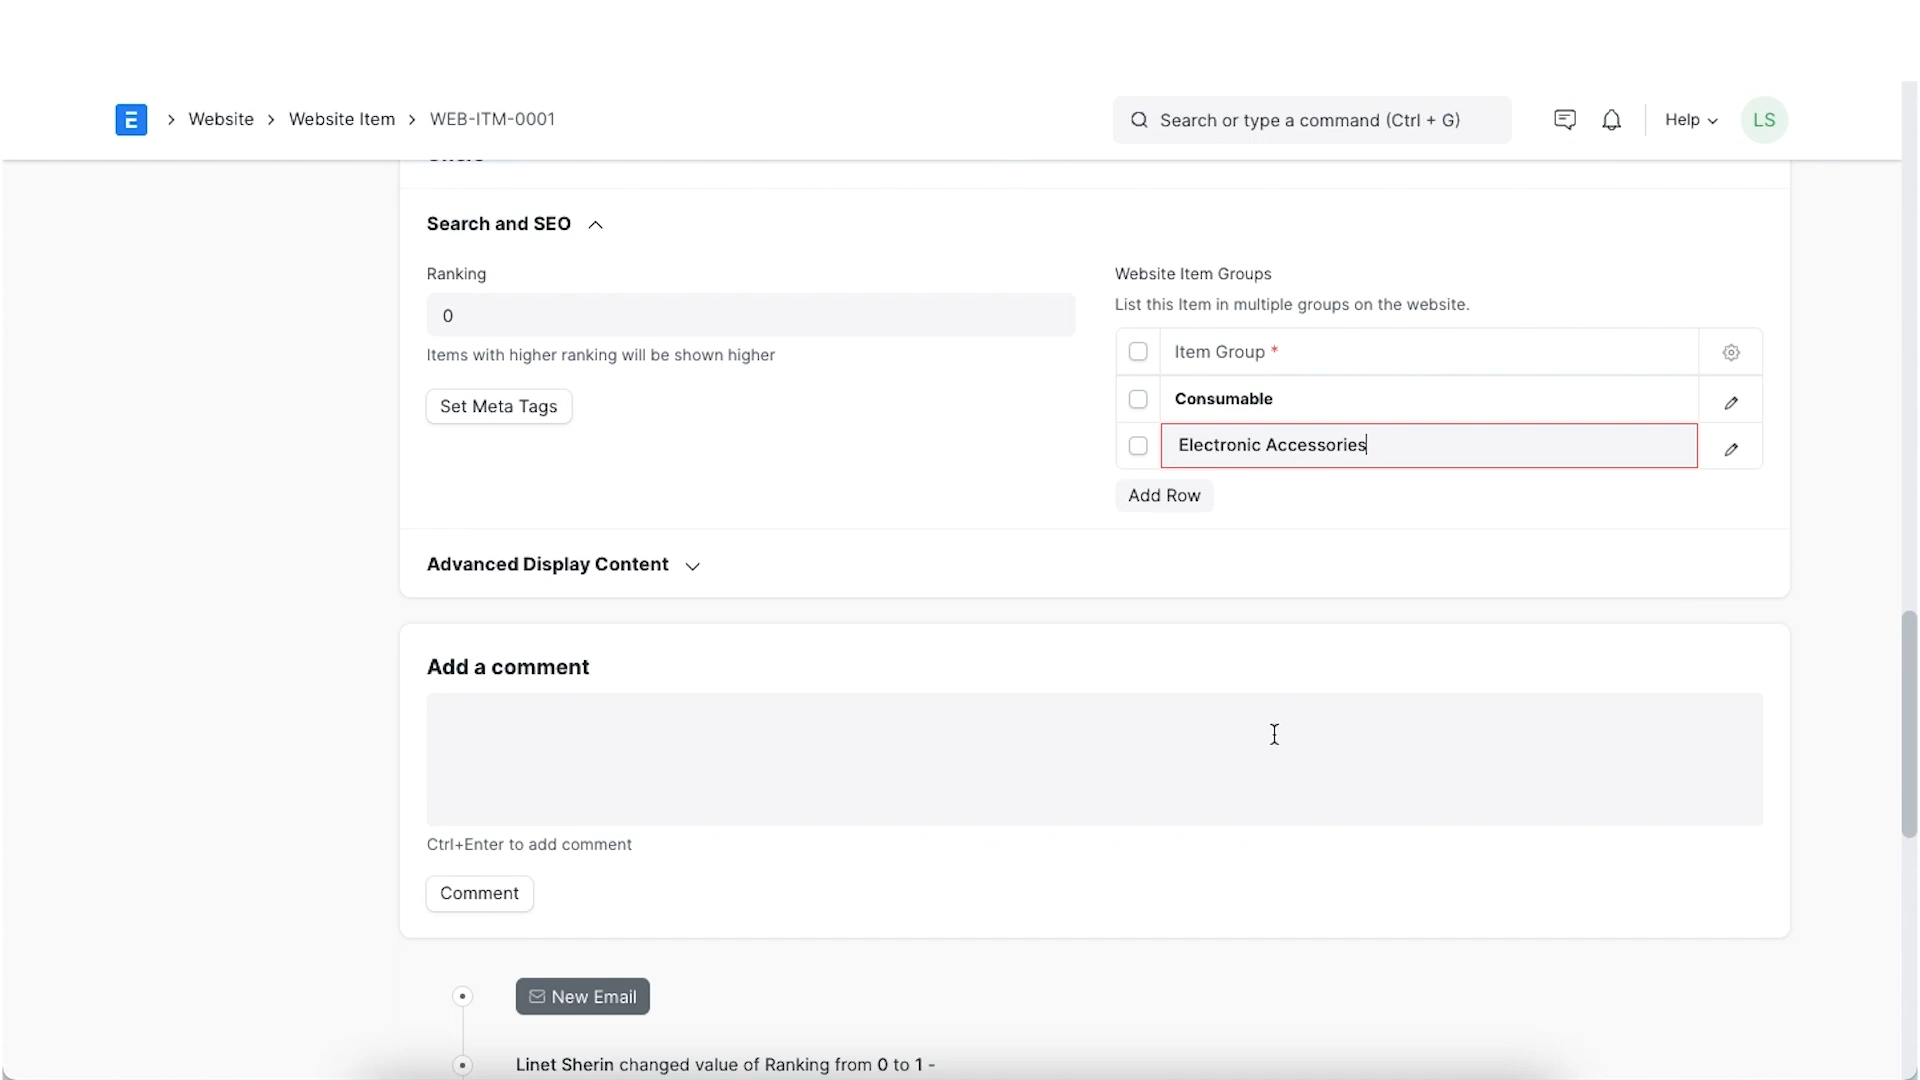 E
Website
Website Item
WEB-ITM-0001
Search or type a command (Ctrl + G)
Help
LS
Search and SEO
Ranking
0
Items with higher ranking will be shown higher
Set Meta Tags
Website Item Groups
List this Item in multiple groups on the website.
Item Group *
Consumable
Electronic Accessories
Add Row
Advanced Display Content
Add a comment
Ctrl+Enter to add comment
Comment
New Email
Linet Sherin changed value of Ranking from 0 to 1 -